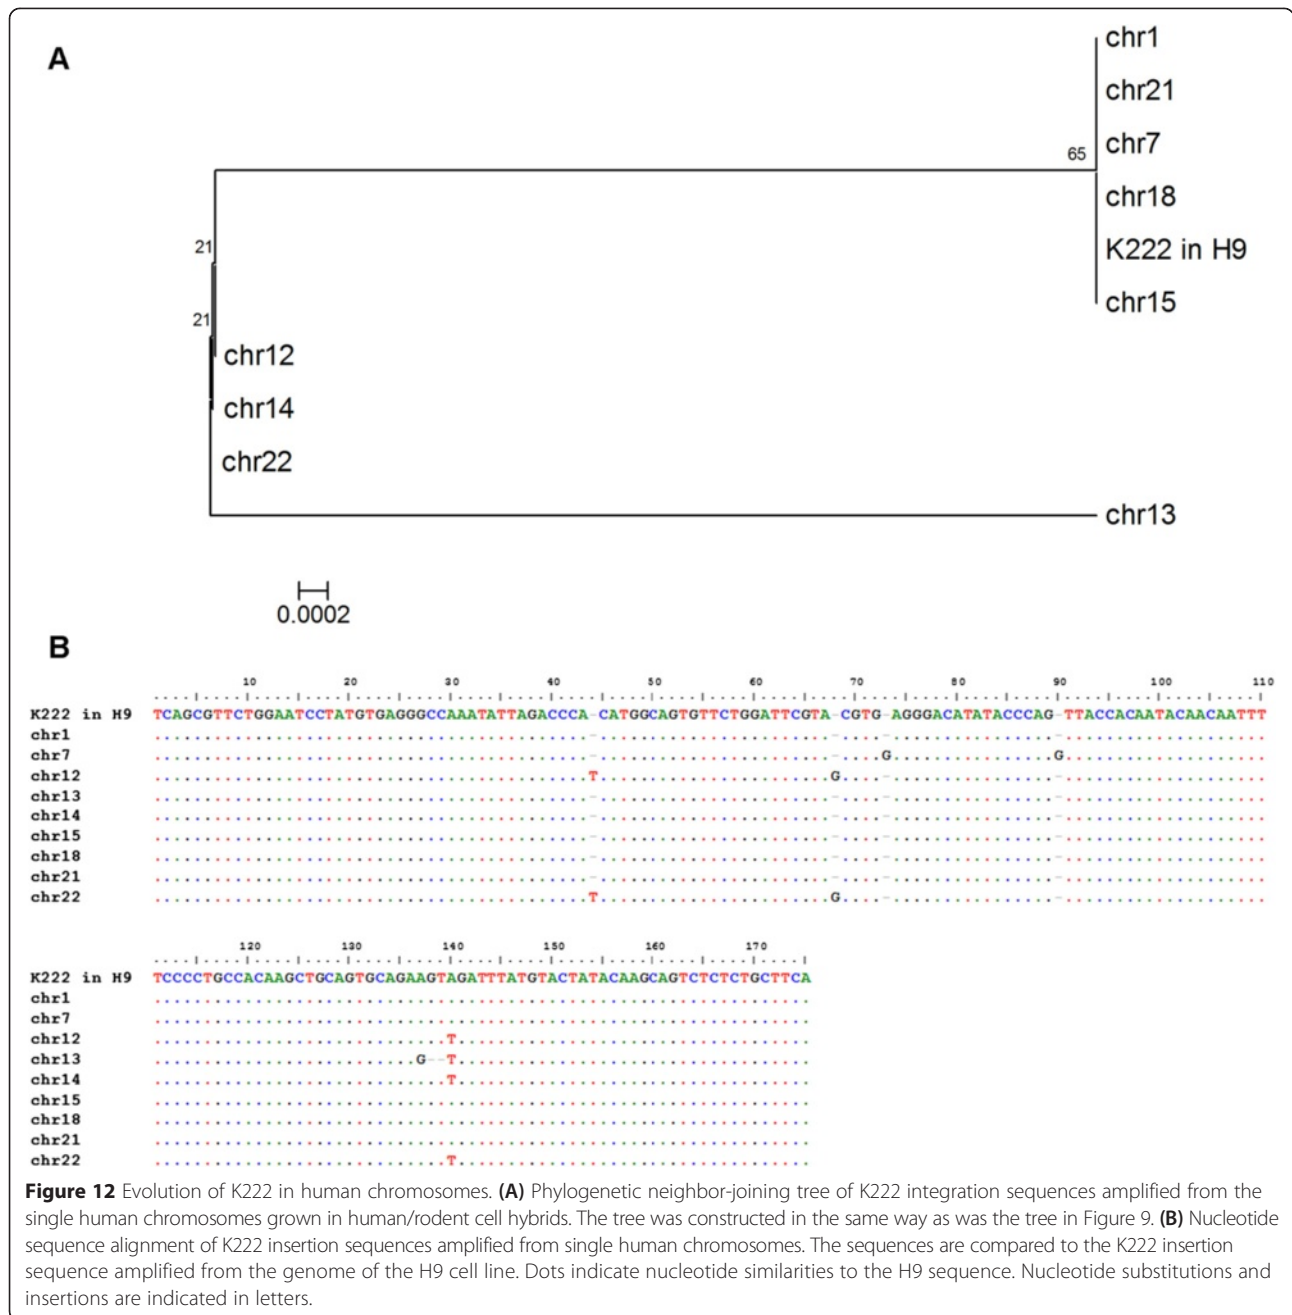 A
chr1
chr21
chr7
65
chr18
K222 in H9
chr15
21
21
chr12
chr14
chr22
chr13
0.0002
B
10 20 30 40 50 60 70 80 90 100 110
K222 in H9 TCAGCGTTCTGGAATCCTATGTGAGGGCCAAATATTAGACCCA-CATGGCAGTGTTCTGGATTCGTA-CGTG-AGGGACATATACCCAG-TTACCACAATACAACAATTT
chr1
chr7 G G
chr12 T G
chr13
chr14
chr15
chr18
chr21
chr22 T G
120 130 140 150 160 170
K222 in H9 TCCCCTGCCACAAGCTGCAGTGCAGAAGTAGATTTATGTACTATACAAGCAGTCTCTCTGCTTCA
chr1
chr7
chr12 T
chr13 G--T
chr14 T
chr15
chr18
chr21
chr22 T
Figure 12 Evolution of K222 in human chromosomes. (A) Phylogenetic neighbor-joining tree of K222 integration sequences amplified from the
single human chromosomes grown in human/rodent cell hybrids. The tree was constructed in the same way as was the tree in Figure 9. (B) Nucleotide
sequence alignment of K222 insertion sequences amplified from single human chromosomes. The sequences are compared to the K222 insertion
sequence amplified from the genome of the H9 cell line. Dots indicate nucleotide similarities to the H9 sequence. Nucleotide substitutions and
insertions are indicated in letters.